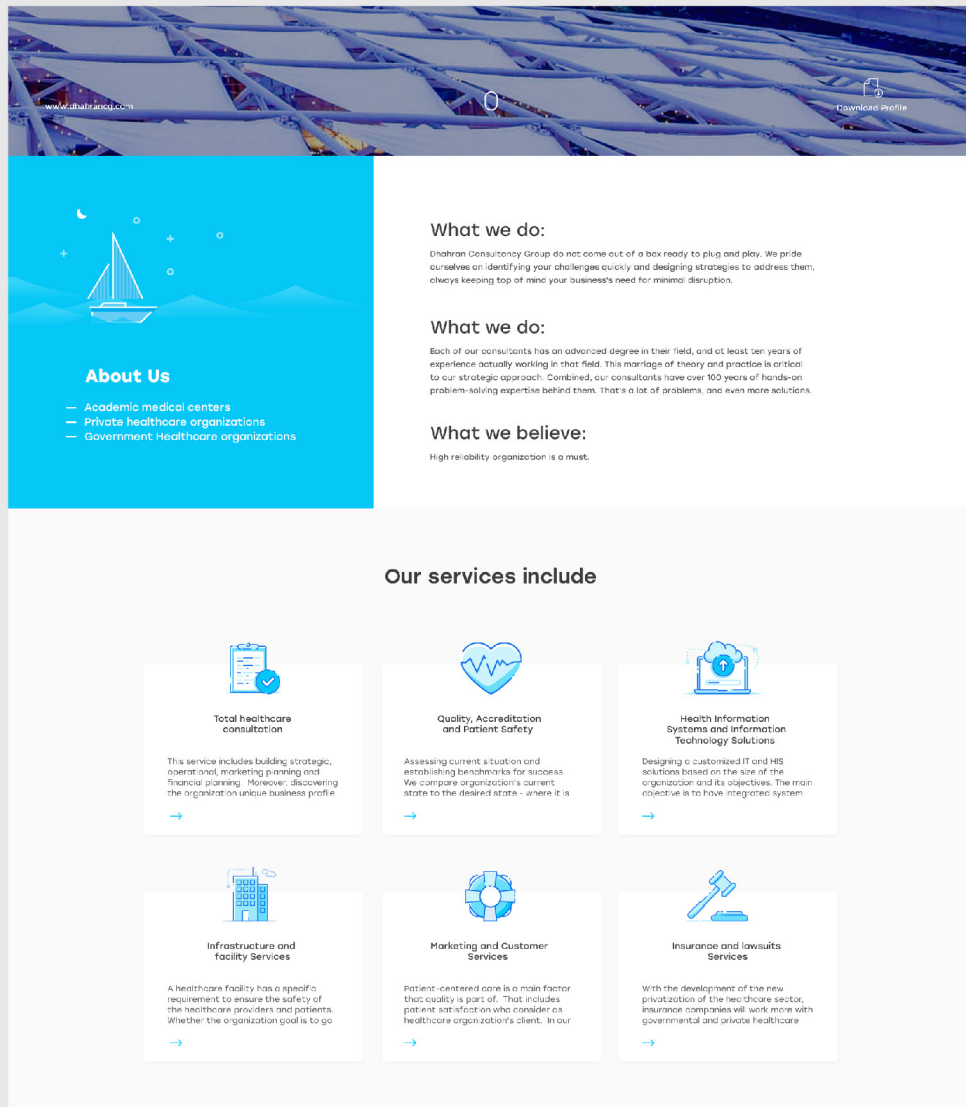 www.dhahrancg.com
Download Profile
What we do:
Dhahran Consultancy Group do not come out of a box ready to plug and play. We pride
ourselves on identifying your challenges quickly and designing strategies to address them,
always keeping top of mind your business's need for minimal disruption.
What we do:
Each of our consultants has an advanced degree in their field, and at least ten years of
experience actually working in that field. This marriage of theory and practice is critical
to our strategic approach. Combined, our consultants have over 100 years of hands-on
problem-solving expertise behind them. That's a lot of problems, and even more solutions.
What we believe:
High reliability organization is a must.
About Us
— Academic medical centers
— Private healthcare organizations
— Government Healthcare organizations
Our services include
Total healthcare
consultation
This service includes building strategic,
operational, marketing planning and
financial planning. Moreover, discovering
the organization unique business profile
Quality, Accreditation
and Patient Safety
Assessing current situation and
establishing benchmarks for success
We compare organization's current
state to the desired state - where it is
Health Information
Systems and Information
Technology Solutions
Designing a customized IT and HIS
solutions based on the size of the
organization and its objectives. The main
objective is to have integrated system
Infrastructure and
facility Services
A healthcare facility has a specific
requirement to ensure the safety of
the healthcare providers and patients.
Whether the organization goal is to go
Marketing and Customer
Services
Patient-centered care is a main factor
that quality is part of. That includes
patient satisfaction who consider as
healthcare organization's client. In our
Insurance and lawsuits
Services
With the development of the new
privatization of the healthcare sector,
insurance companies will work more with
governmental and private healthcare